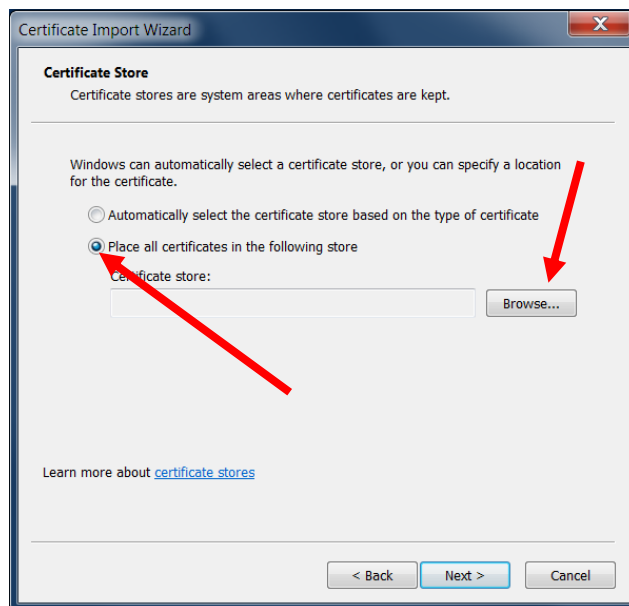 Certificate Import Wizard
Certificate Store
Certificate stores are system areas where certificates are kept.
Windows can automatically select a certificate store, or you can specify a location
for the certificate.
Automatically select the certificate store based on the type of certificate
Place all certificates in the following store
Certificate store:
Browse...
Learn more about certificate stores
< Back Next > Cancel